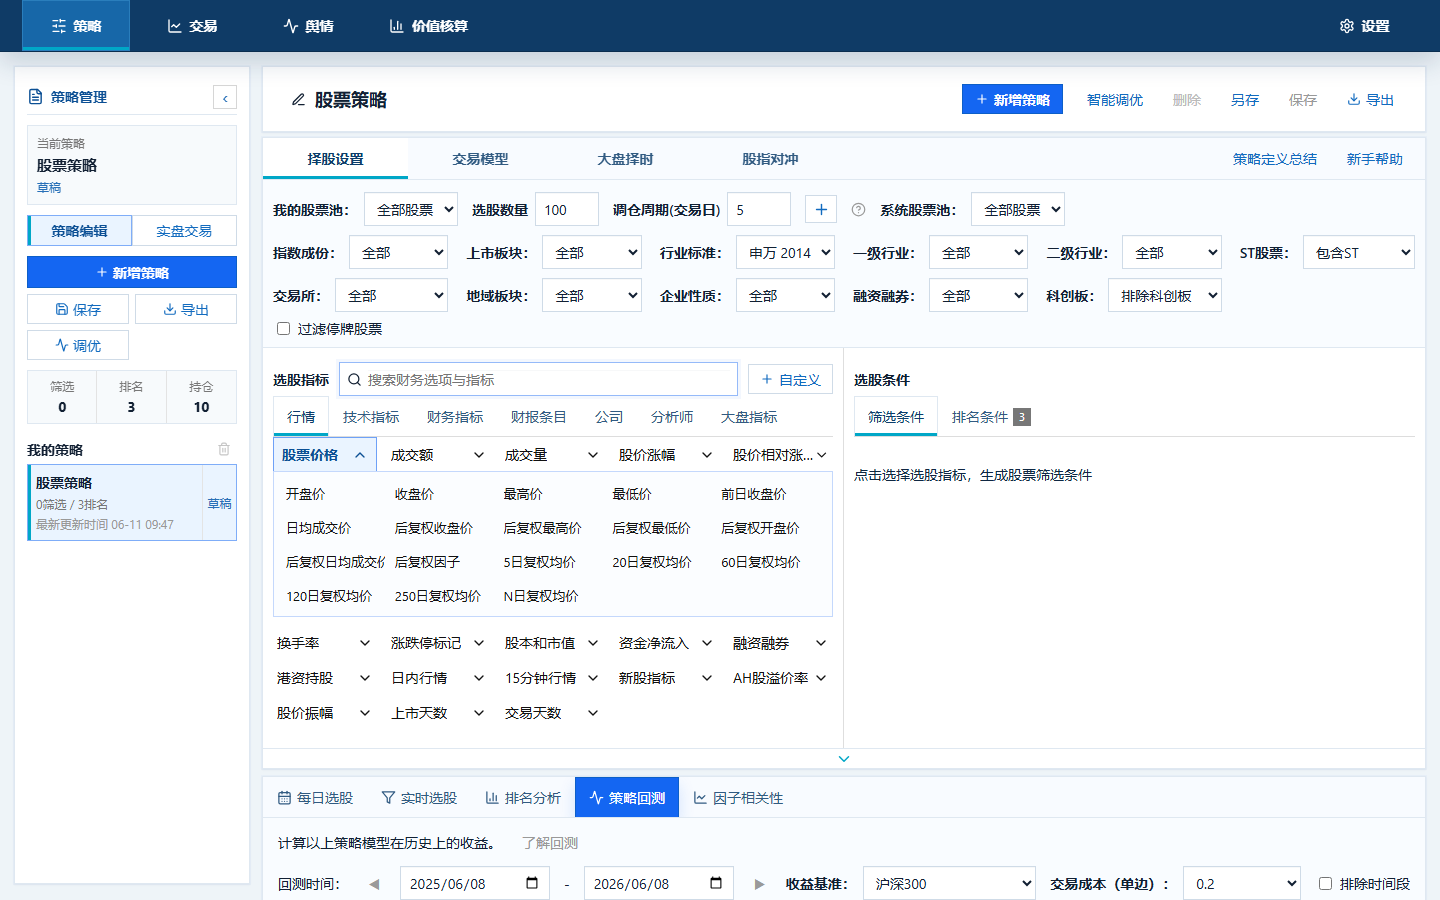 策略 交易 舆情 价值核算 设置
策略管理 ‹
当前策略
股票策略
草稿
策略编辑 实盘交易
+ 新增策略
保存 导出
调优
筛选 排名 持仓
0 3 10
我的策略
股票策略
0筛选 / 3排名
最新更新时间 06-11 09:47
草稿
股票策略 + 新增策略 智能调优 删除 另存 保存 导出
择股设置 交易模型 大盘择时 股指对冲 策略定义总结 新手帮助
我的股票池: 全部股票 选股数量 100 调仓周期(交易日) 5 + ? 系统股票池: 全部股票
指数成份: 全部 上市板块: 全部 行业标准: 申万 2014 一级行业: 全部 二级行业: 全部 ST股票: 包含ST
交易所: 全部 地域板块: 全部 企业性质: 全部 融资融券: 全部 科创板: 排除科创板
过滤停牌股票
选股指标 搜索财务选项与指标 + 自定义
行情 技术指标 财务指标 财报条目 公司 分析师 大盘指标
股票价格 成交额 成交量 股价涨幅 股价相对涨...
开盘价 收盘价 最高价 最低价 前日收盘价
日均成交价 后复权收盘价 后复权最高价 后复权最低价 后复权开盘价
后复权日均成交价 后复权因子 5日复权均价 20日复权均价 60日复权均价
120日复权均价 250日复权均价 N日复权均价
换手率 涨跌停标记 股本和市值 资金净流入 融资融券
港资持股 日内行情 15分钟行情 新股指标 AH股溢价率
股价振幅 上市天数 交易天数
选股条件
筛选条件 排名条件 3
点击选择选股指标，生成股票筛选条件
每日选股 实时选股 排名分析 策略回测 因子相关性
计算以上策略模型在历史上的收益。 了解回测
回测时间: 2025/06/08 - 2026/06/08 收益基准: 沪深300 交易成本（单边）: 0.2 排除时间段